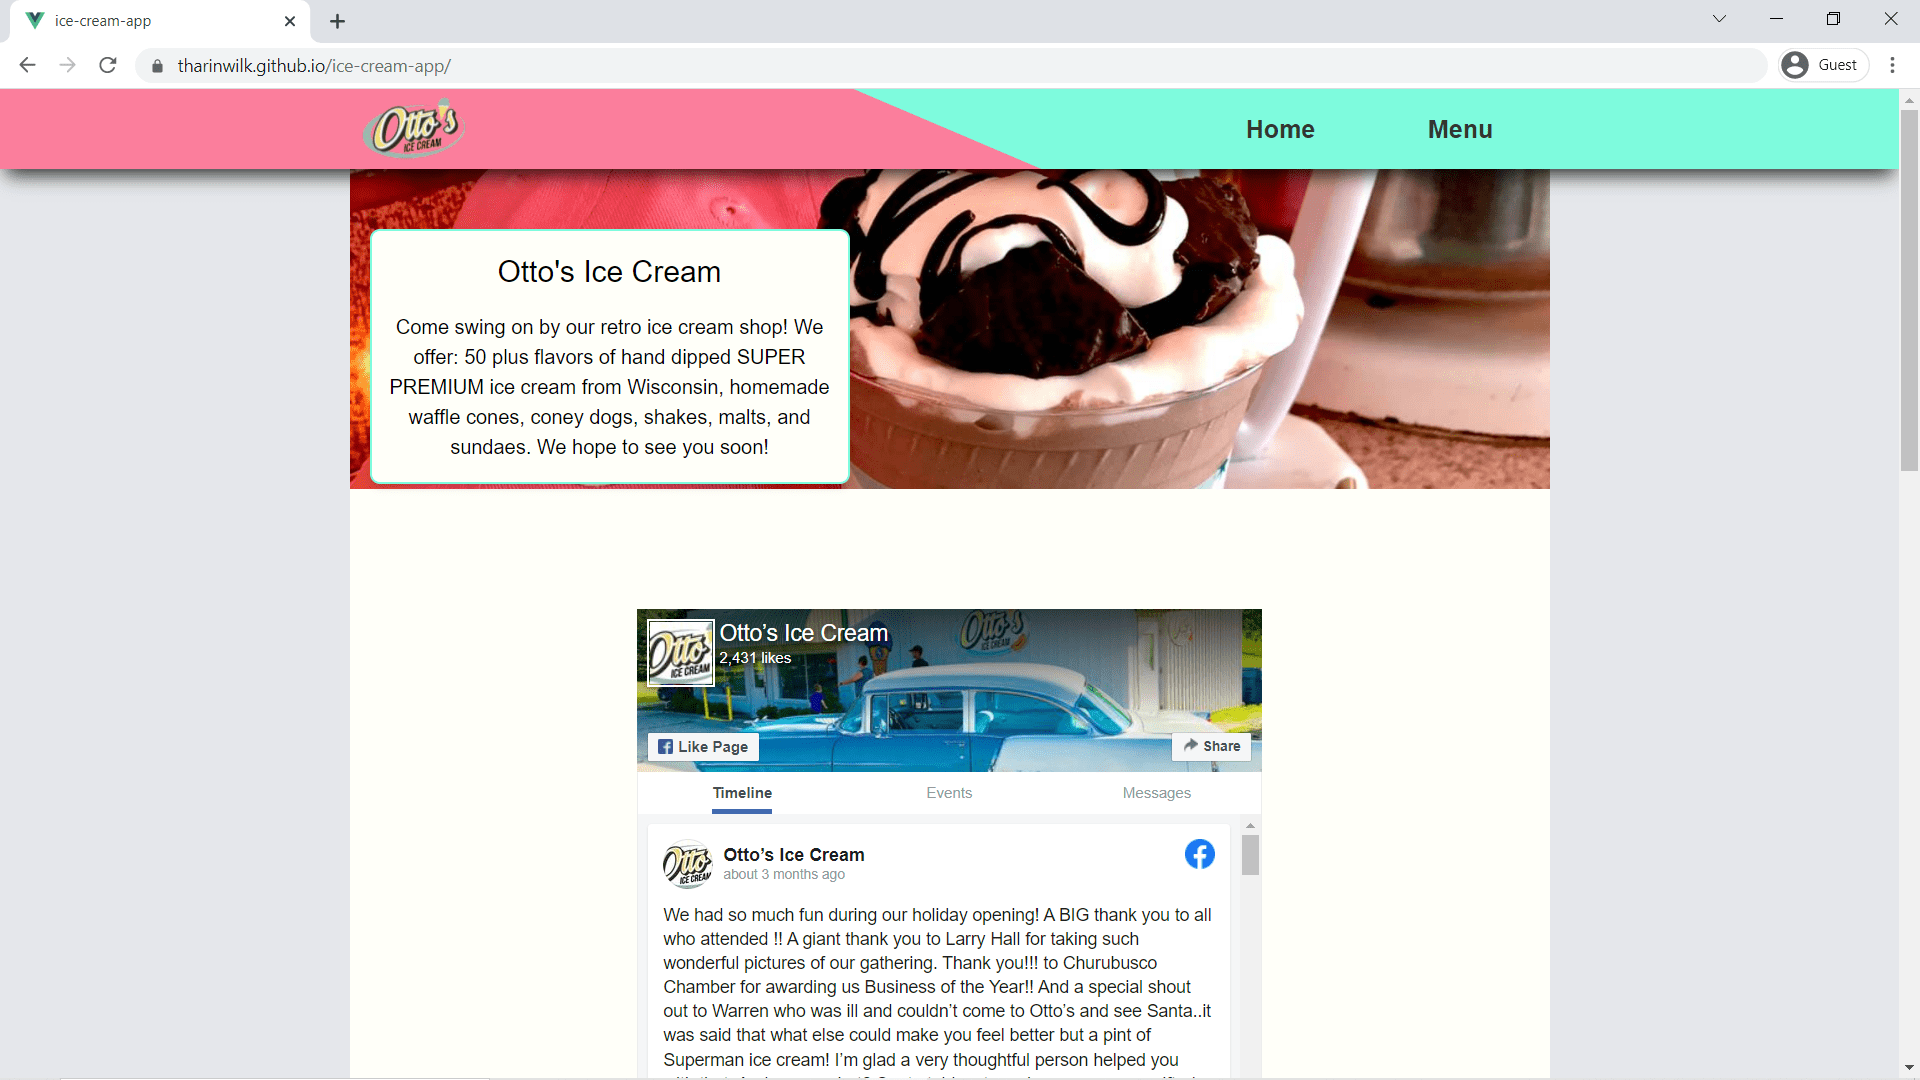 ice-cream-app
tharinwilk.github.io/ice-cream-app/
Guest
Otto's
ICE CREAM
Home
Menu
Otto's Ice Cream
Come swing on by our retro ice cream shop! We
offer: 50 plus flavors of hand dipped SUPER
PREMIUM ice cream from Wisconsin, homemade
waffle cones, coney dogs, shakes, malts, and
sundaes. We hope to see you soon!
Otto's
Otto
ICE CREAM
Otto’s Ice Cream
2,431 likes
Like Page
Share
Timeline
Events
Messages
Otto
ICE CREAM
Otto’s Ice Cream
about 3 months ago
We had so much fun during our holiday opening! A BIG thank you to all
who attended !! A giant thank you to Larry Hall for taking such
wonderful pictures of our gathering. Thank you!!! to Churubusco
Chamber for awarding us Business of the Year!! And a special shout
out to Warren who was ill and couldn’t come to Otto’s and see Santa..it
was said that what else could make you feel better but a pint of
Superman ice cream! I’m glad a very thoughtful person helped you